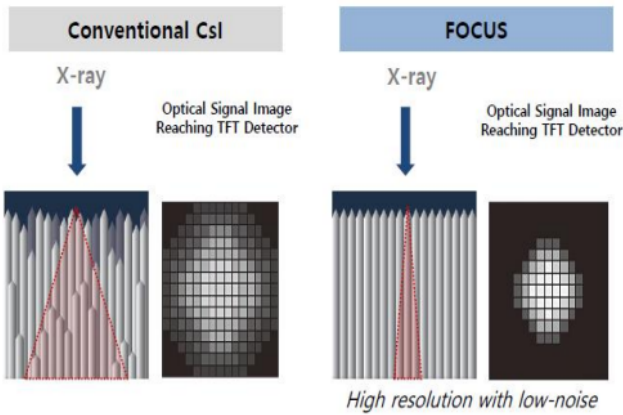 Conventional CsI
X-ray
Optical Signal Image
Reaching TFT Detector
FOCUS
X-ray
Optical Signal Image
Reaching TFT Detector
High resolution with low-noise